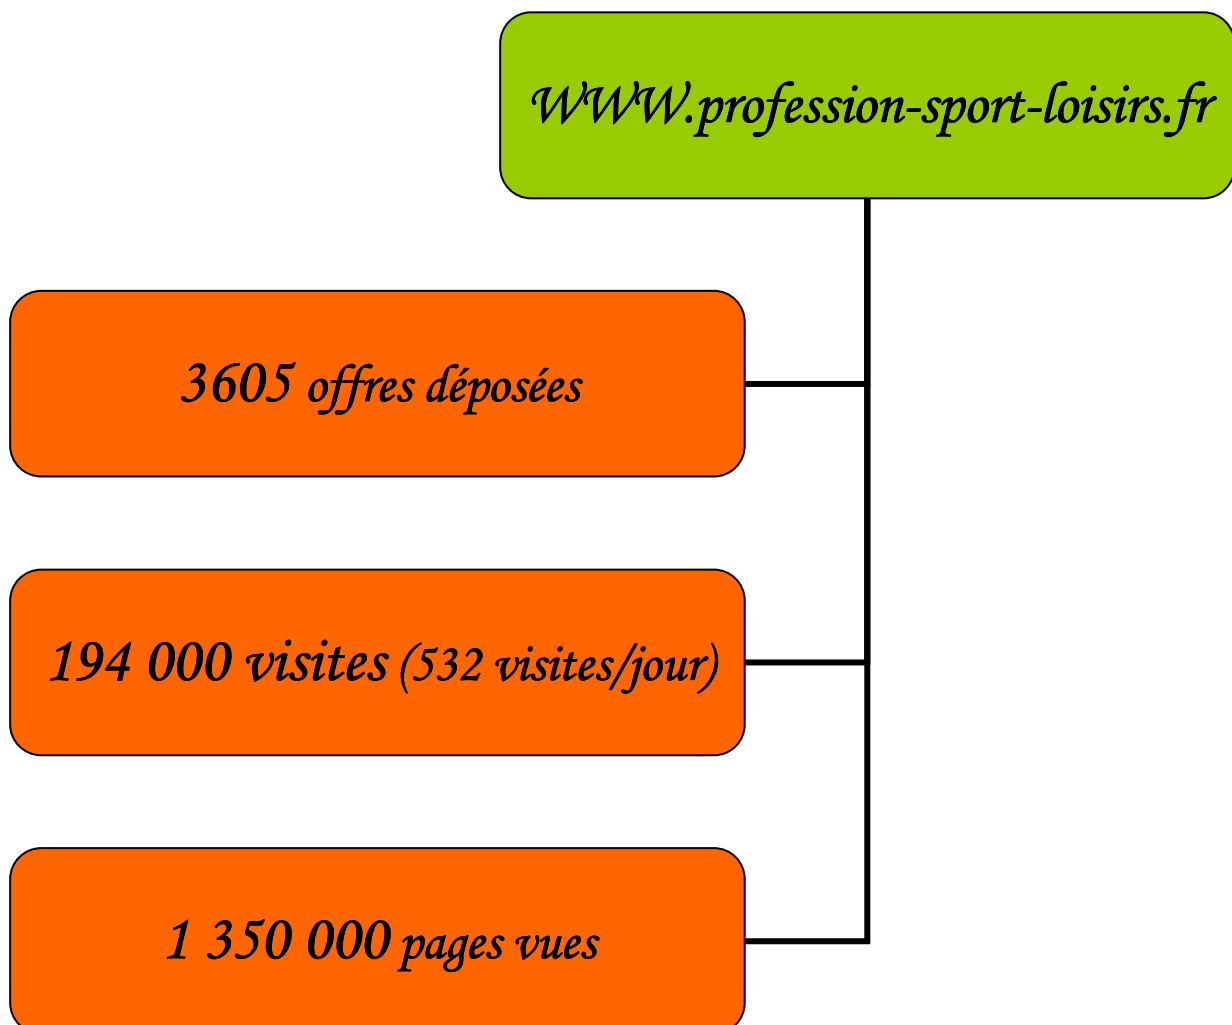 WWW.profession-sport-loisirs.fr
3605 offres déposées
194 000 visites (532 visites/jour)
1 350 000 pages vues